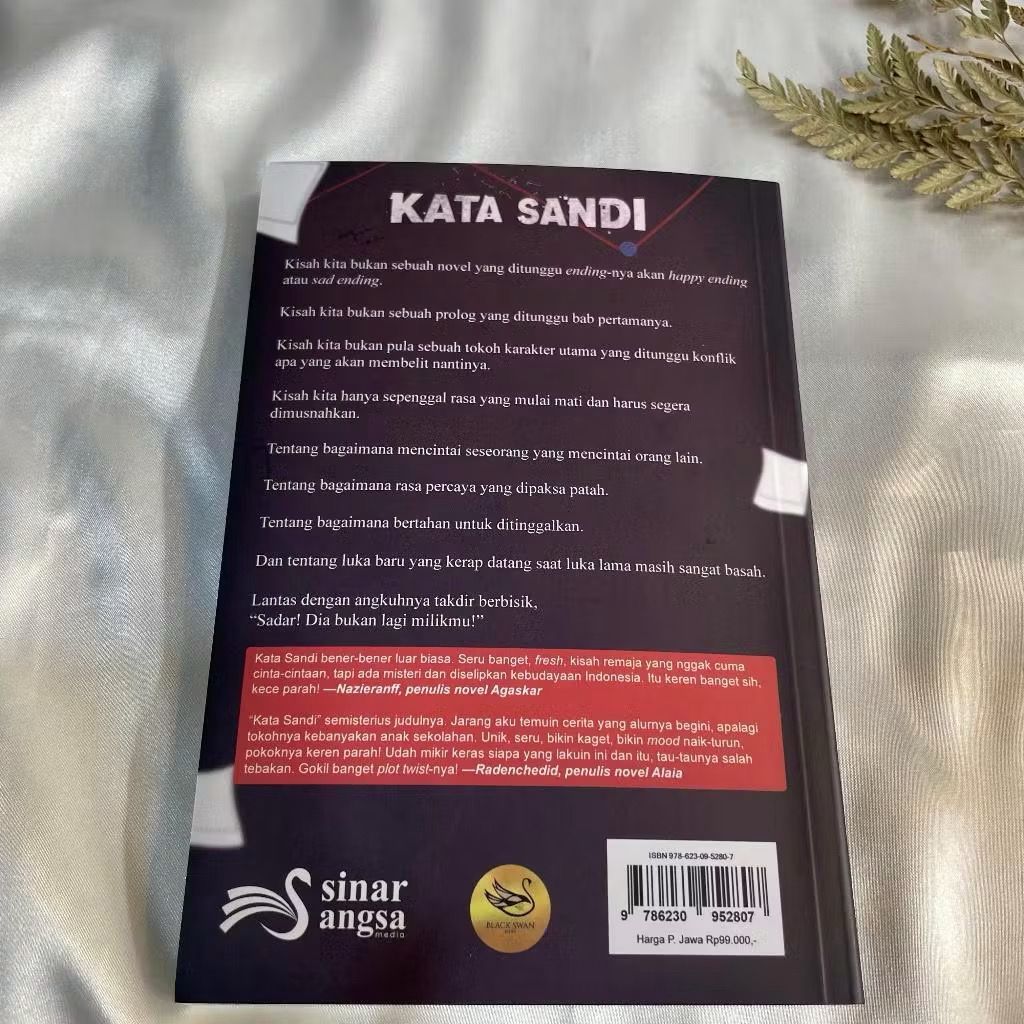 KATA SANDI
Kisah kita bukan sebuah novel yang ditunggu ending-nya akan happy ending
atau sad ending.
Kisah kita bukan sebuah prolog yang ditunggu bab pertamanya.
Kisah kita bukan pula sebuah tokoh karakter utama yang ditunggu konflik
apa yang akan membelit nantinya.
Kisah kita hanya sepenggal rasa yang mulai mati dan harus segera
dimusnahkan.
Tentang bagaimana mencintai seseorang yang mencintai orang lain.
Tentang bagaimana rasa percaya yang dipaksa patah.
Tentang bagaimana bertahan untuk ditinggalkan.
Dan tentang luka baru yang kerap datang saat luka lama masih sangat basah.
Lantas dengan angkuhnya takdir berbisik,
“Sadar! Dia bukan lagi milikmu!”
Kata Sandi bener-bener luar biasa. Seru banget, fresh, kisah remaja yang nggak cuma
cinta-cintaan, tapi ada misteri dan diselipkan kebudayaan Indonesia. Itu keren banget sih,
kece parah! —Nazieranff, penulis novel Agaskar
“Kata Sandi” semisterius judulnya. Jarang aku temuin cerita yang alurnya begini, apalagi
tokohnya kebanyakan anak sekolahan. Unik, seru, bikin kaget, bikin mood naik-turun,
pokoknya keren parah! Udah mikir keras siapa yang lakuin ini dan itu, tau-taunya salah
tebakan. Gokil banget plot twist-nya! —Radenchedid, penulis novel Alaia
sinar
angsa
media
BLACK SWAN
ISBN 978-623-09-5280-7
9 786230 952807
Harga P. Jawa Rp99.000,-